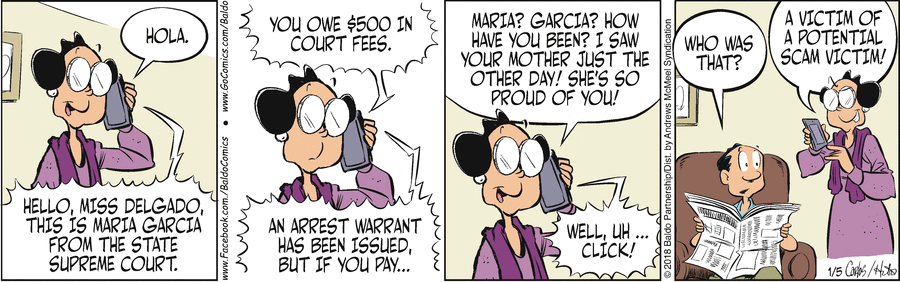 HOLA.
HELLO, MISS DELGADO,
THIS IS MARIA GARCIA
FROM THE STATE
SUPREME COURT.
www.Facebook.com/BaldoComics • www.GoComics.com/Baldo
YOU OWE $500 IN
COURT FEES.
AN ARREST WARRANT
HAS BEEN ISSUED,
BUT IF YOU PAY...
MARIA? GARCIA? HOW
HAVE YOU BEEN? I SAW
YOUR MOTHER JUST THE
OTHER DAY! SHE'S SO
PROUD OF YOU!
WELL, UH ...
CLICK!
©2018 Baldo Partnership/Dist. by Andrews McMeel Syndication
WHO WAS
THAT?
A VICTIM OF
A POTENTIAL
SCAM VICTIM!
1/5